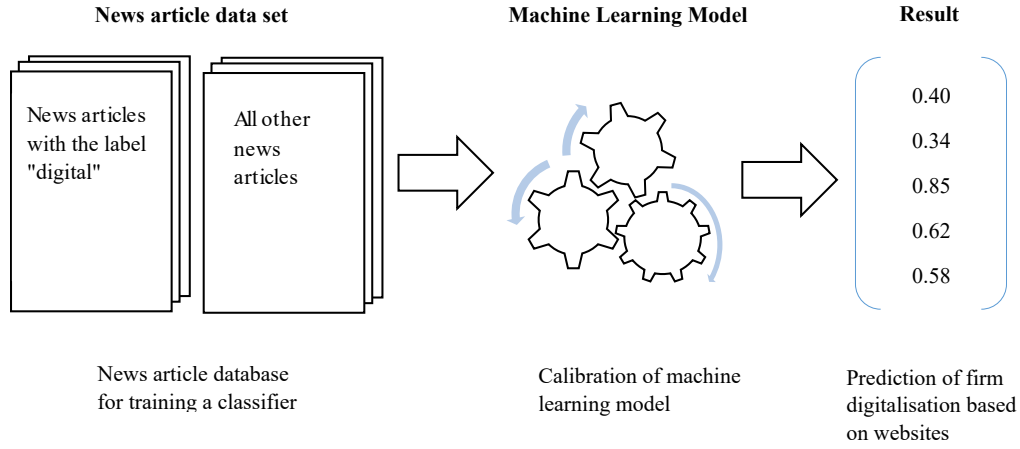 News article data set
Machine Learning Model
Result
News articles
with the label
"digital"
All other
news
articles
0.40
0.34
0.85
0.62
0.58
News article database
for training a classifier
Calibration of machine
learning model
Prediction of firm
digitalisation based
on websites